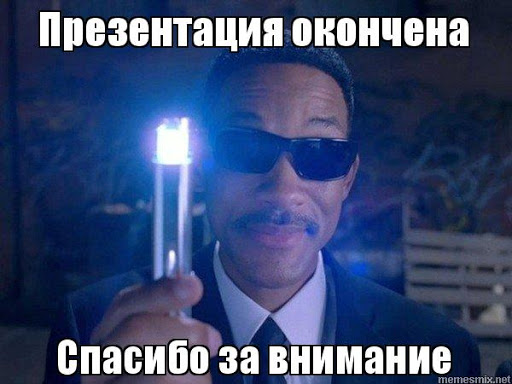 Презентация окончена
Спасибо за внимание
memesmix.net